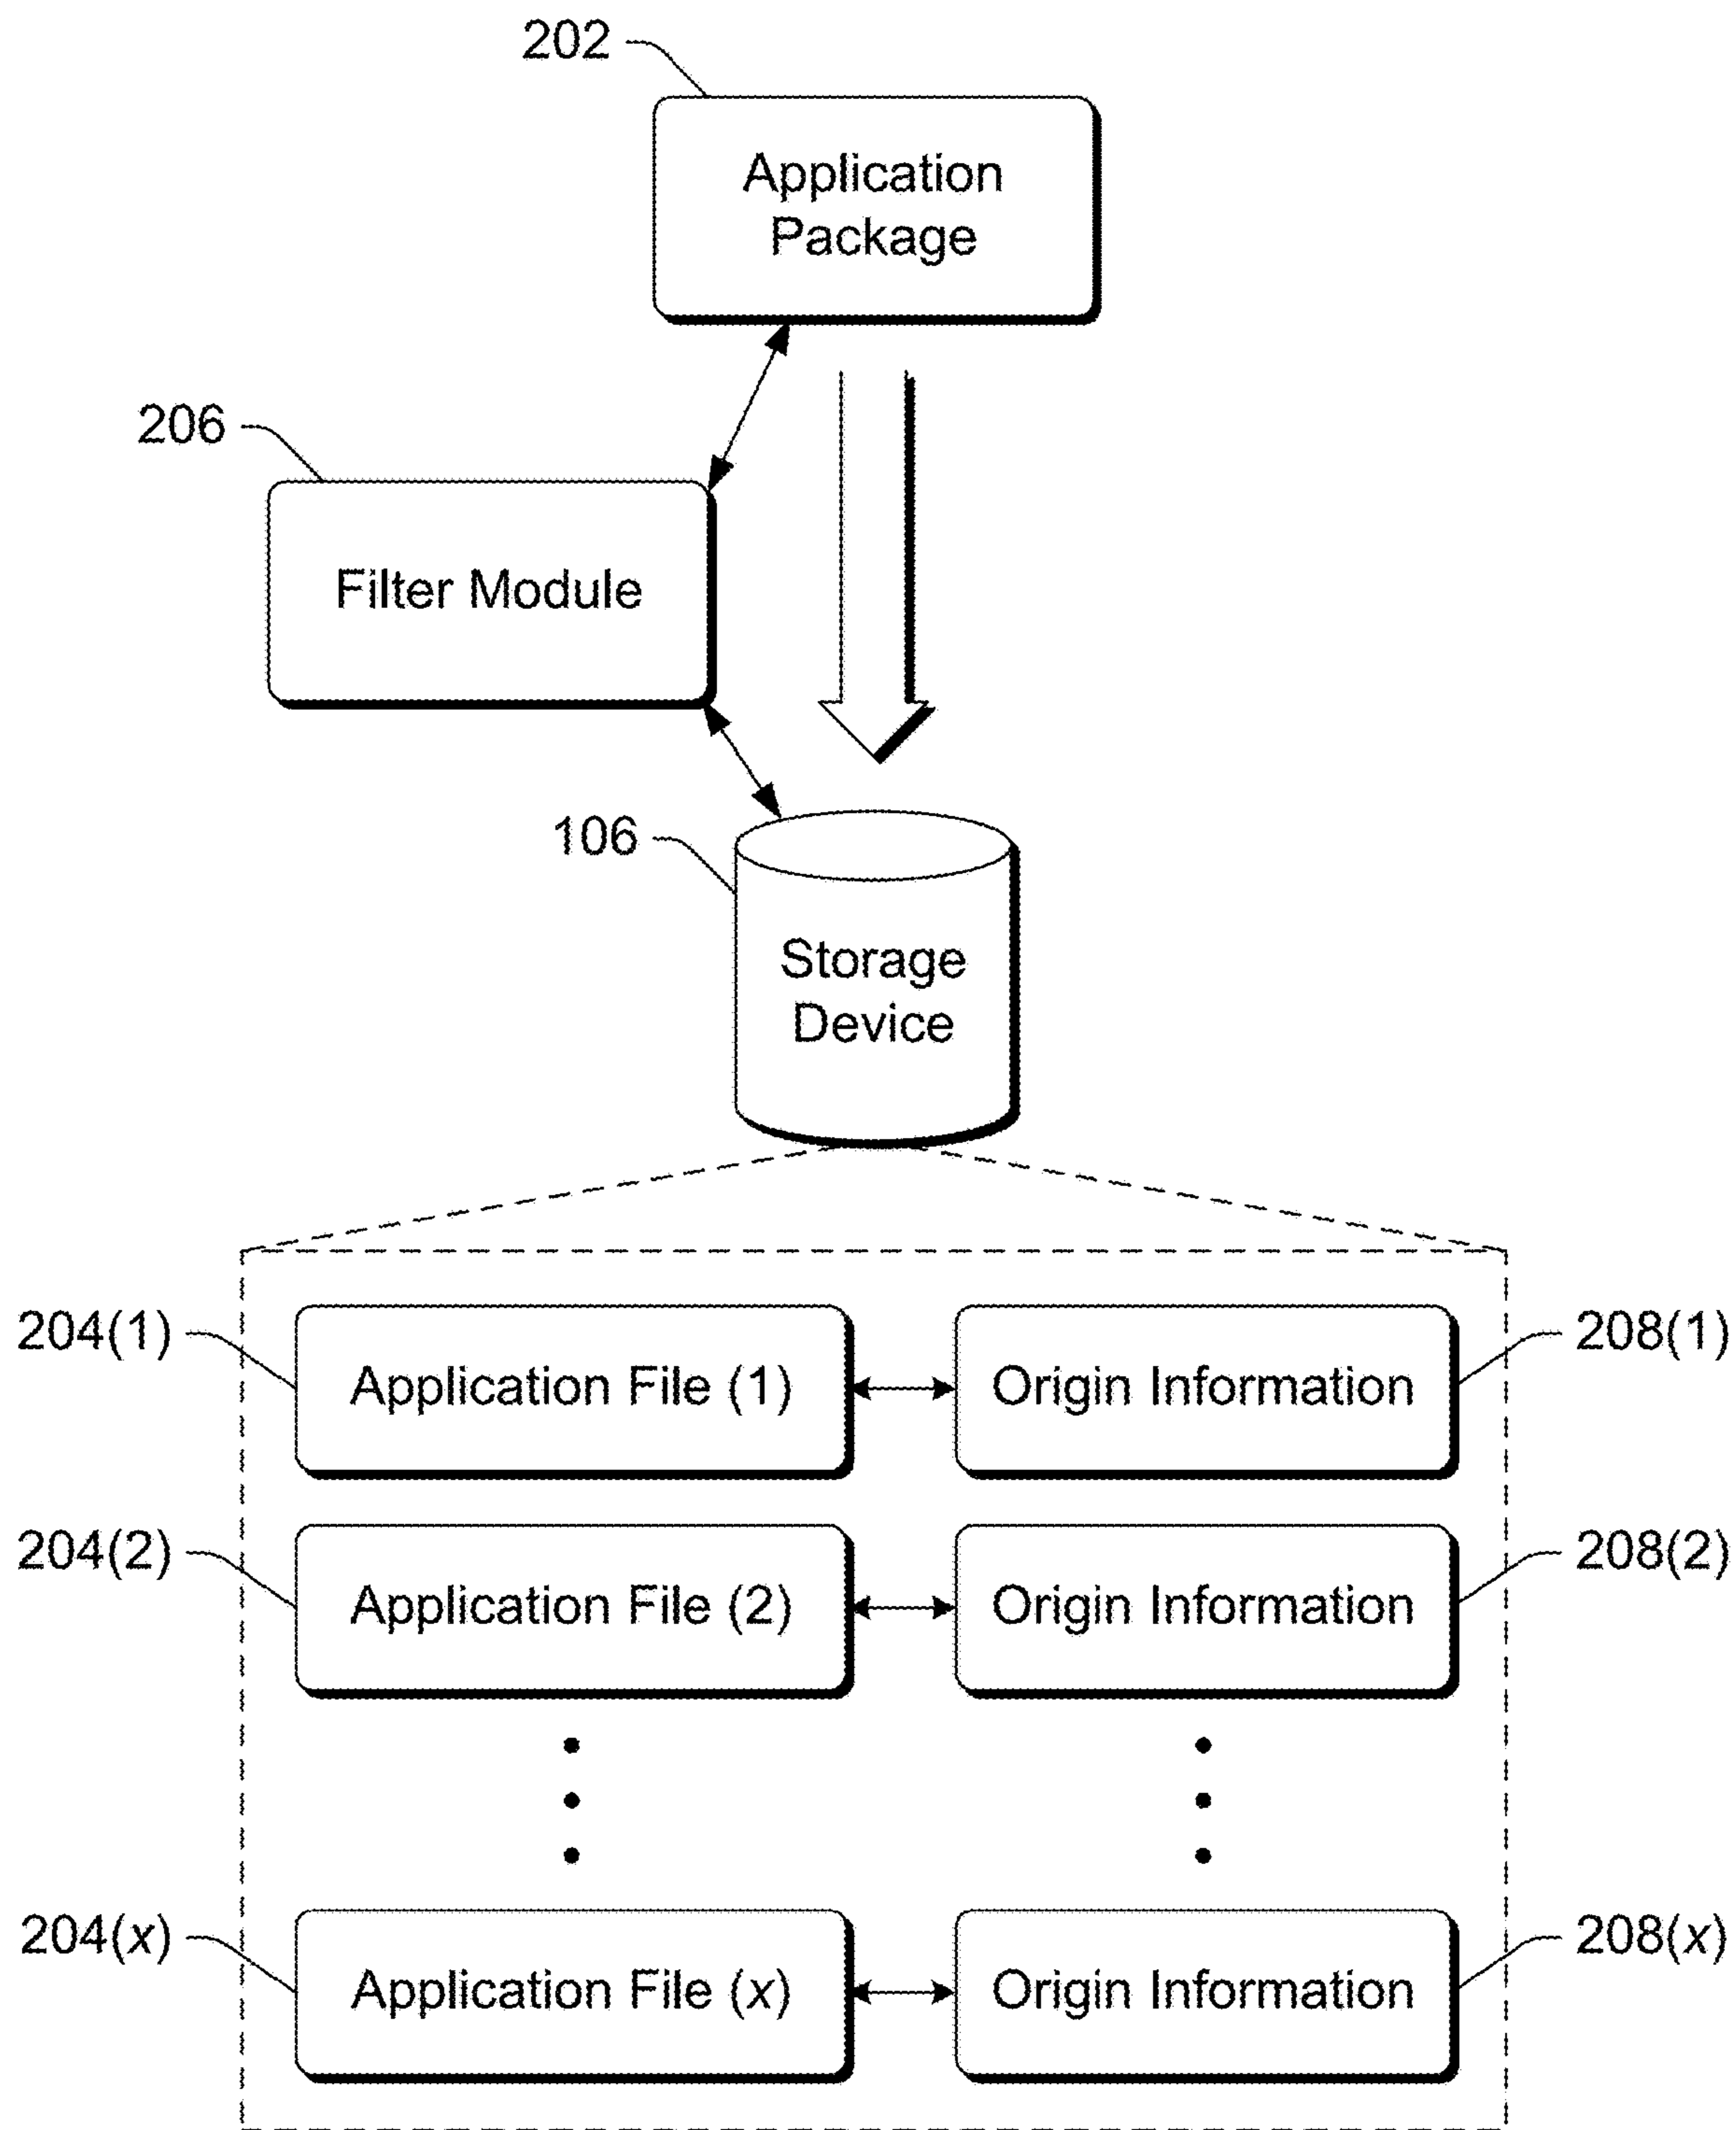 202
Application
Package
206
Filter Module
106
Storage
Device
204(1)
Application File (1)
Origin Information
208(1)
204(2)
Application File (2)
Origin Information
208(2)
204(x)
Application File (x)
Origin Information
208(x)